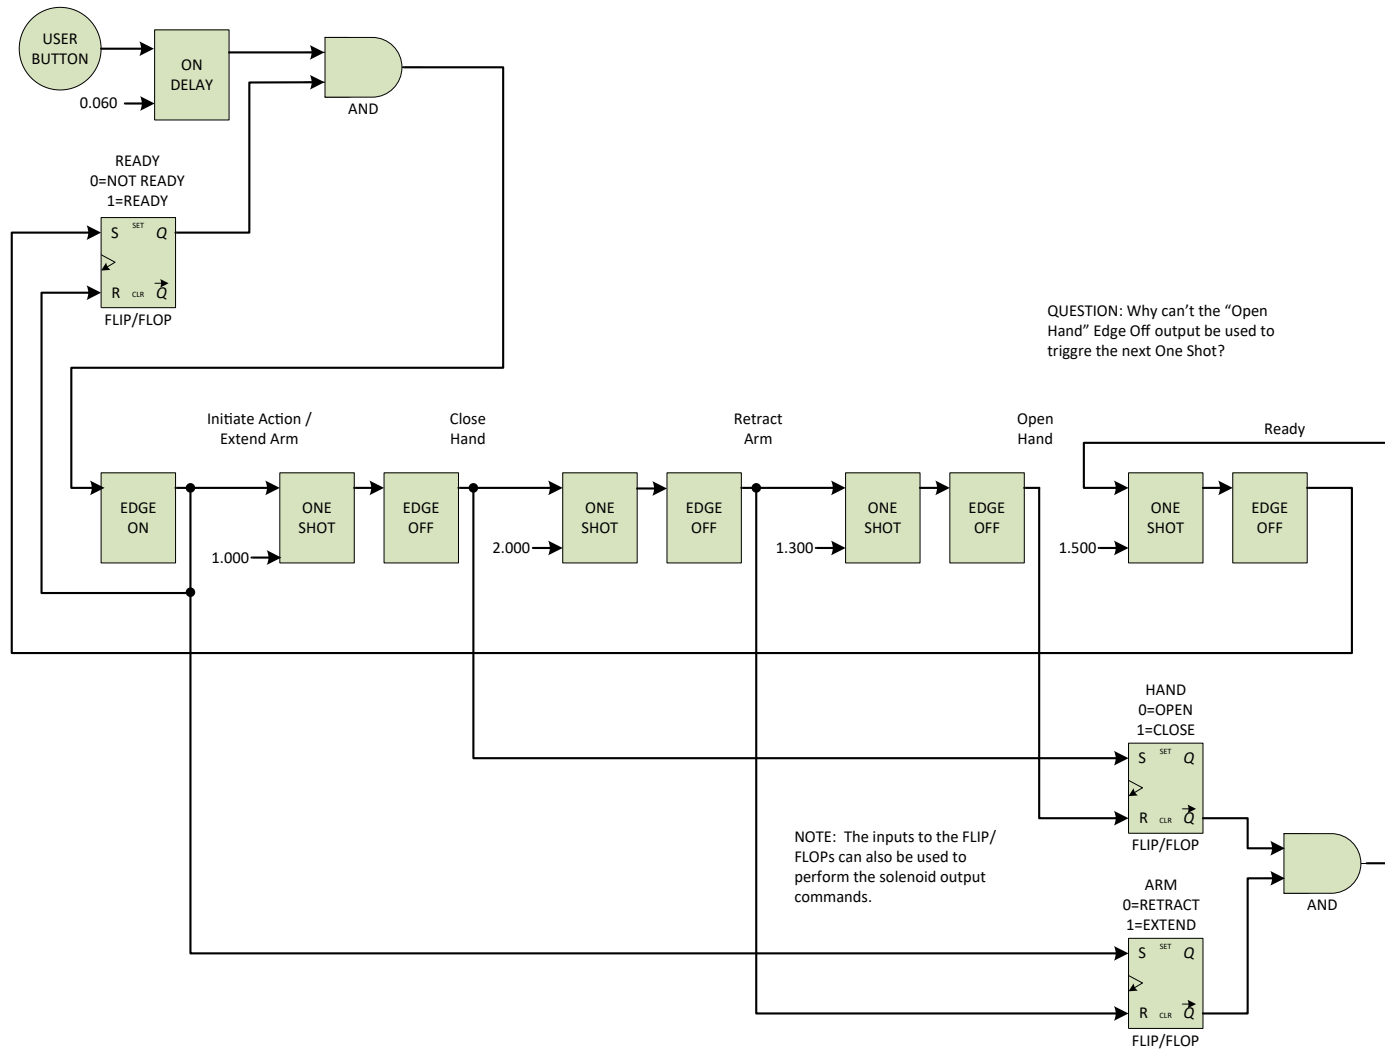 USER
BUTTON
ON
DELAY
0.060
AND
READY
0=NOT READY
1=READY
S SET Q
R CLR Q
FLIP/FLOP
QUESTION: Why can't the “Open
Hand” Edge Off output be used to
triggre the next One Shot?
Initiate Action /
Extend Arm
Close
Hand
Retract
Arm
Open
Hand
Ready
EDGE
ON
ONE
SHOT
1.000
EDGE
OFF
ONE
SHOT
2.000
EDGE
OFF
ONE
SHOT
1.300
EDGE
OFF
ONE
SHOT
1.500
EDGE
OFF
HAND
0=OPEN
1=CLOSE
S SET Q
R CLR Q
FLIP/FLOP
NOTE: The inputs to the FLIP/
FLOPs can also be used to
perform the solenoid output
commands.
AND
ARM
0=RETRACT
1=EXTEND
S SET Q
R CLR Q
FLIP/FLOP